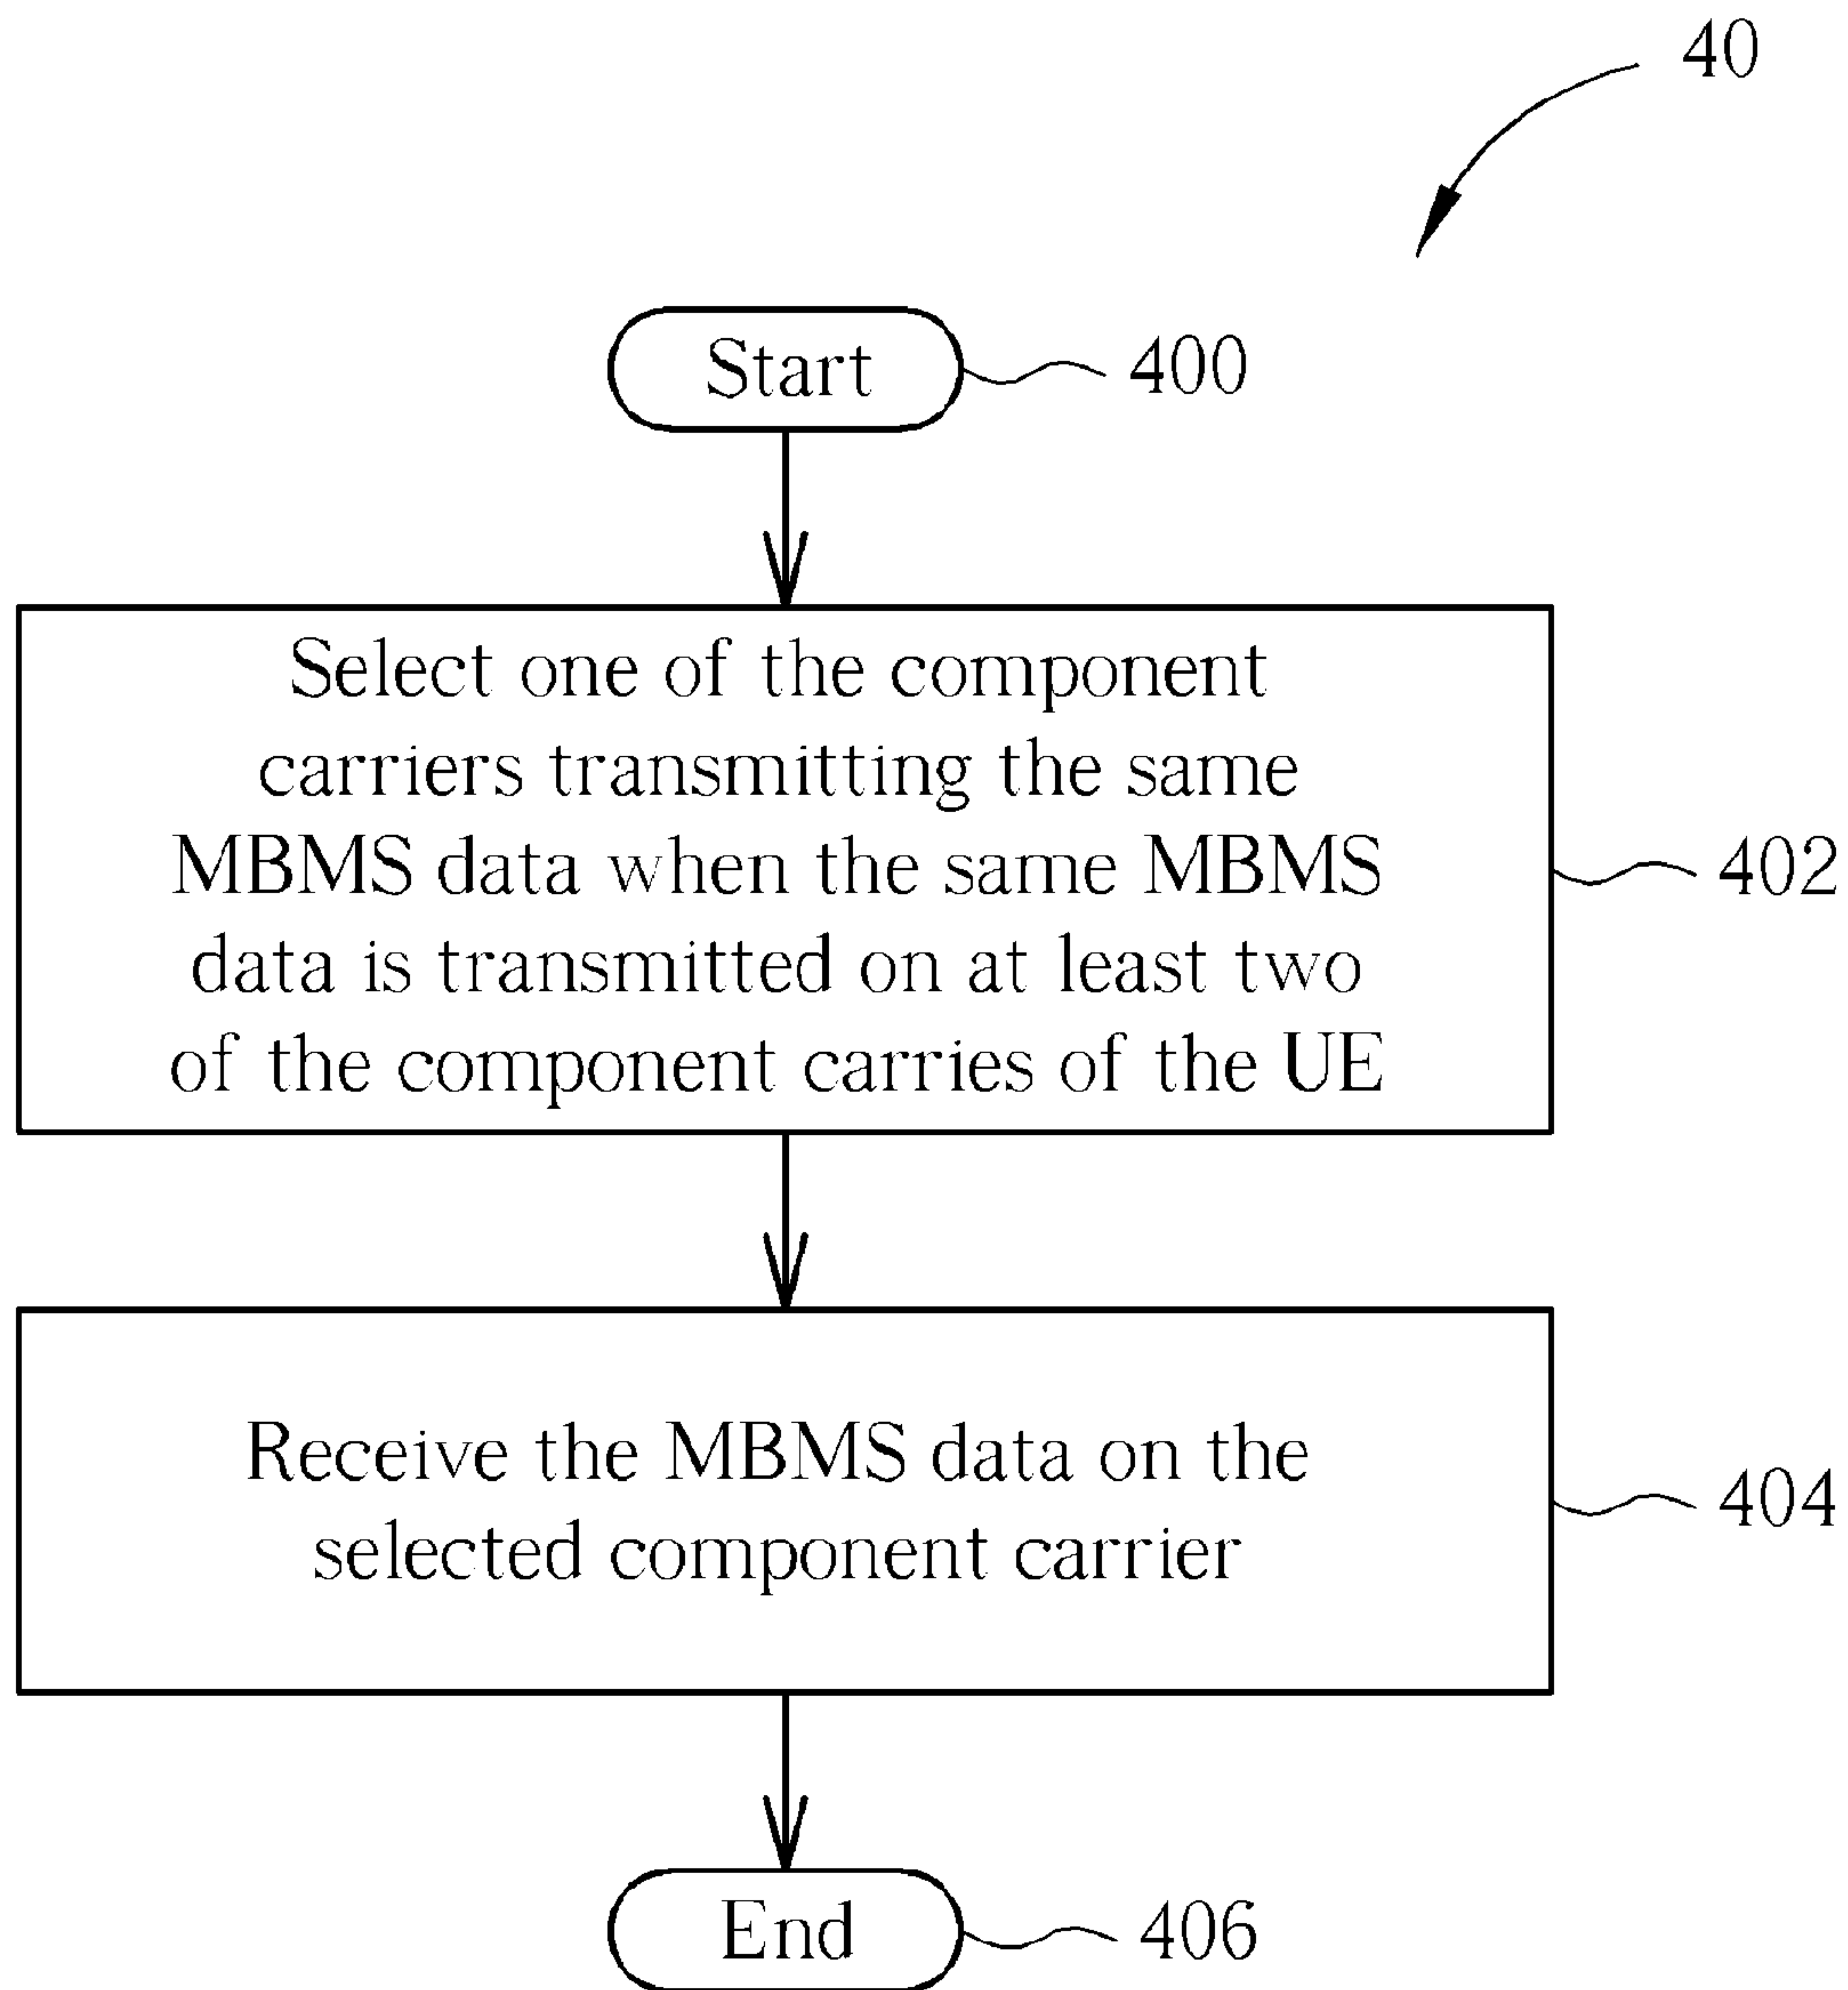 40
Start
400
Select one of the component
carriers transmitting the same
MBMS data when the same MBMS
data is transmitted on at least two
of the component carries of the UE
402
Receive the MBMS data on the
selected component carrier
404
End
406